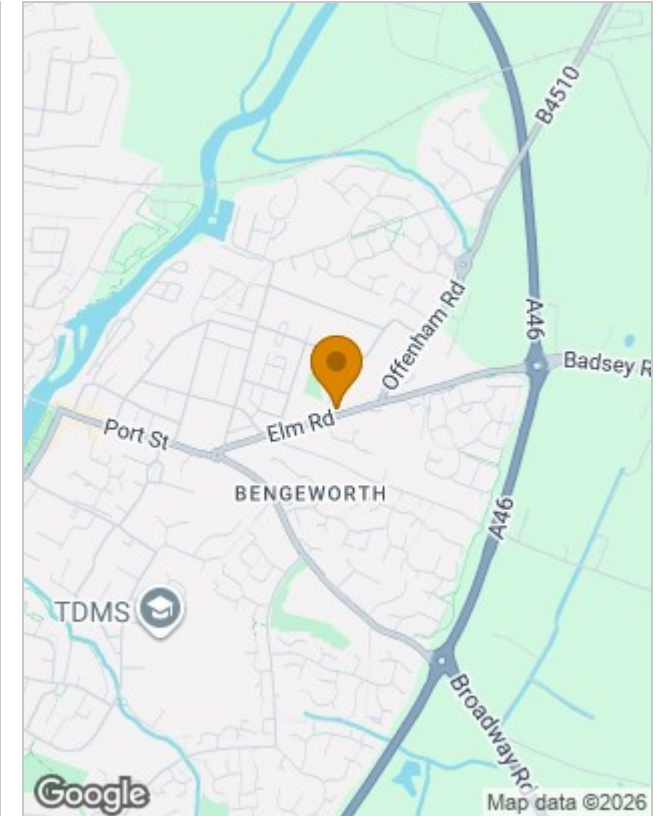 B4510
Offenham Rd
A46
Badsey R
Elm Rd
Port St
BENGEWORTH
A46
TDMS
Broadway Rd
Google
Map data ©2026